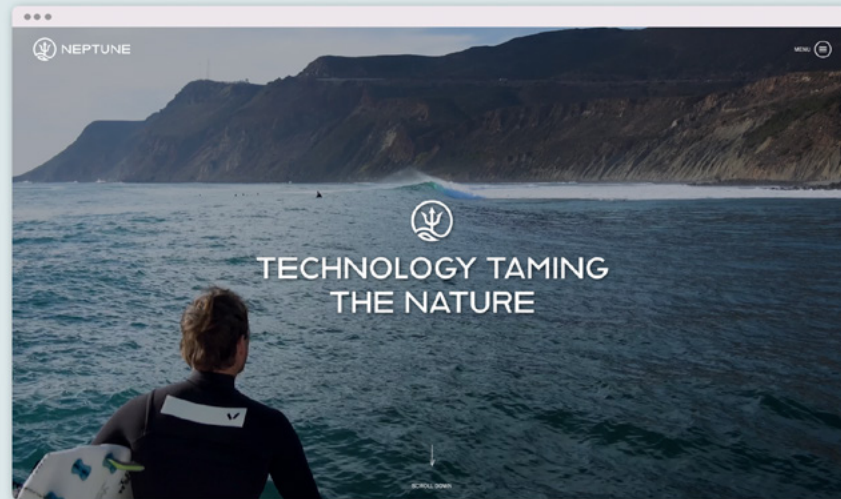 NEPTUNE
MENU
TECHNOLOGY TAMING
THE NATURE
SCROLL DOWN